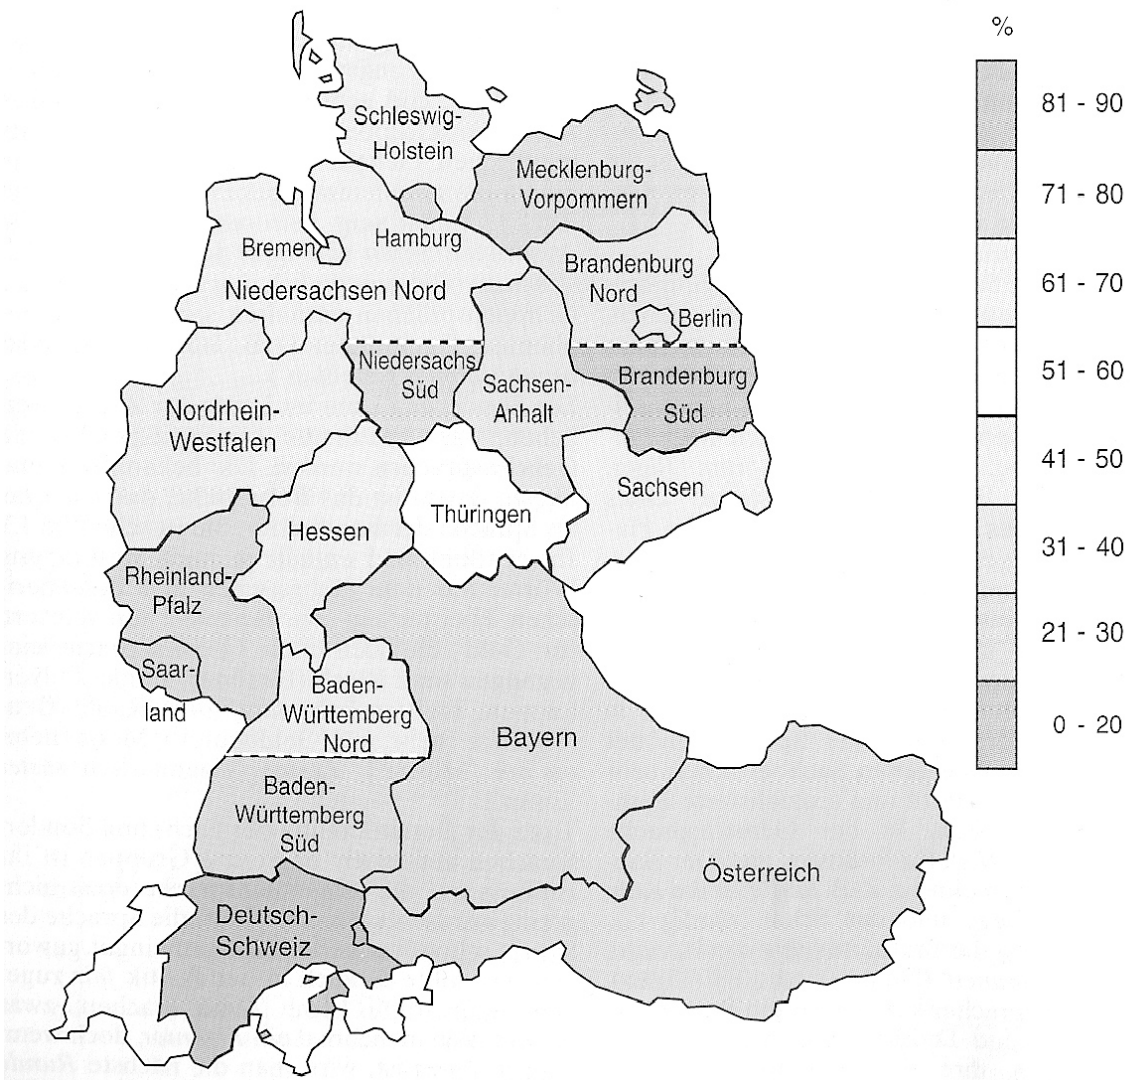 %
81 - 90
71 - 80
61 - 70
51 - 60
41 - 50
31 - 40
21 - 30
0 - 20
Schleswig-
Holstein
Mecklenburg-
Vorpommern
Hamburg
Bremen
Niedersachsen Nord
Brandenburg
Nord
Berlin
Niedersachs
Süd
Sachsen-
Anhalt
Brandenburg
Süd
Nordrhein-
Westfalen
Sachsen
Thüringen
Hessen
Rheinland-
Pfalz
Saar-
land
Baden-
Württemberg
Nord
Bayern
Baden-
Württemberg
Süd
Österreich
Deutsch-
Schweiz